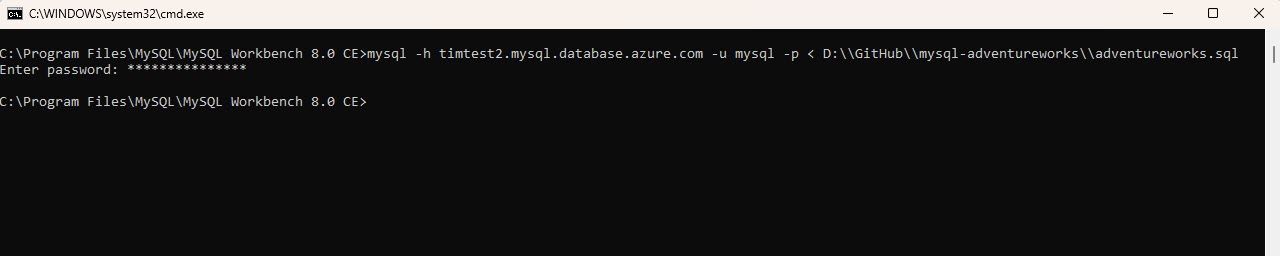 C:\WINDOWS\system32\cmd.exe
C:\Program Files\MySQL\MySQL Workbench 8.0 CE>mysql -h timtest2.mysql.database.azure.com -u mysql -p < D:\\GitHub\\mysql-adventureworks\\adventureworks.sql
Enter password: ***************
C:\Program Files\MySQL\MySQL Workbench 8.0 CE>